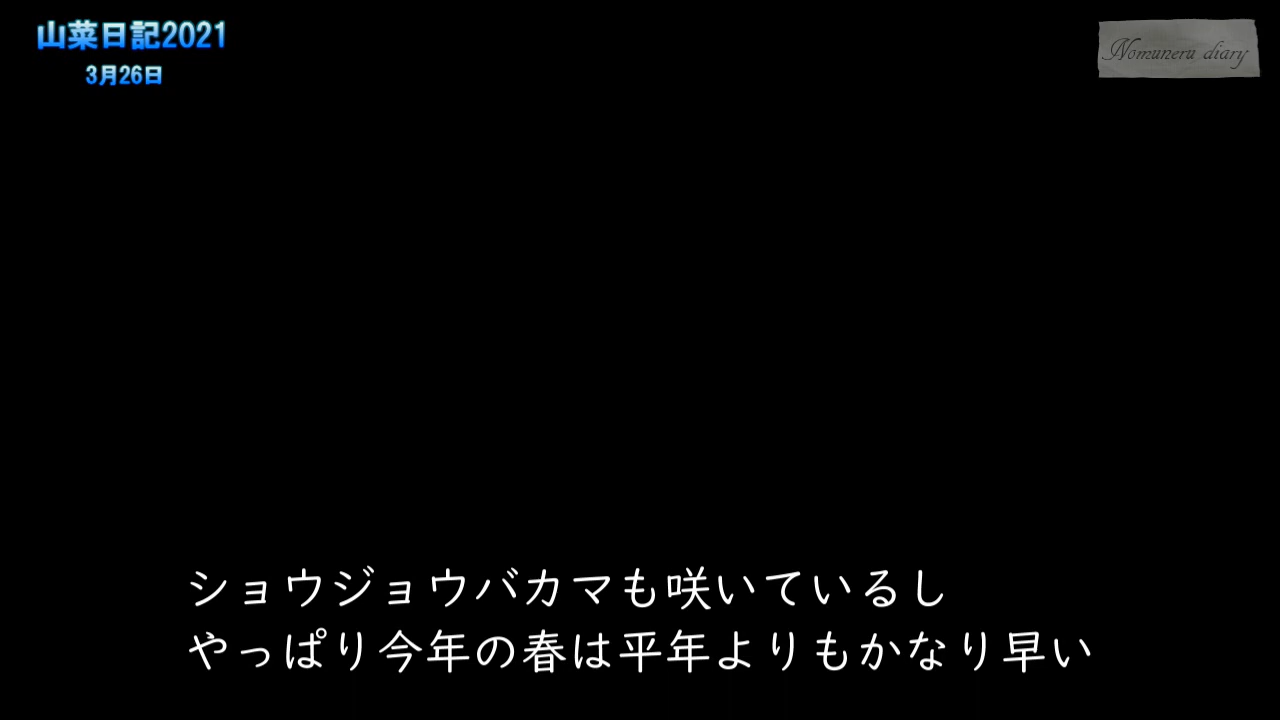 山菜日記2021
3月26日
Nomuneru diary
ショウジョウバカマも咲いているし
やっぱり今年の春は平年よりもかなり早い